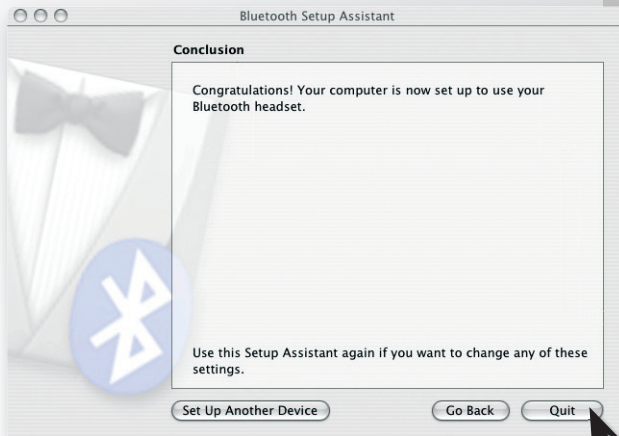 Bluetooth Setup Assistant
Conclusion
Congratulations! Your computer is now set up to use your
Bluetooth headset.
Use this Setup Assistant again if you want to change any of these
settings.
Set Up Another Device
Go Back
Quit